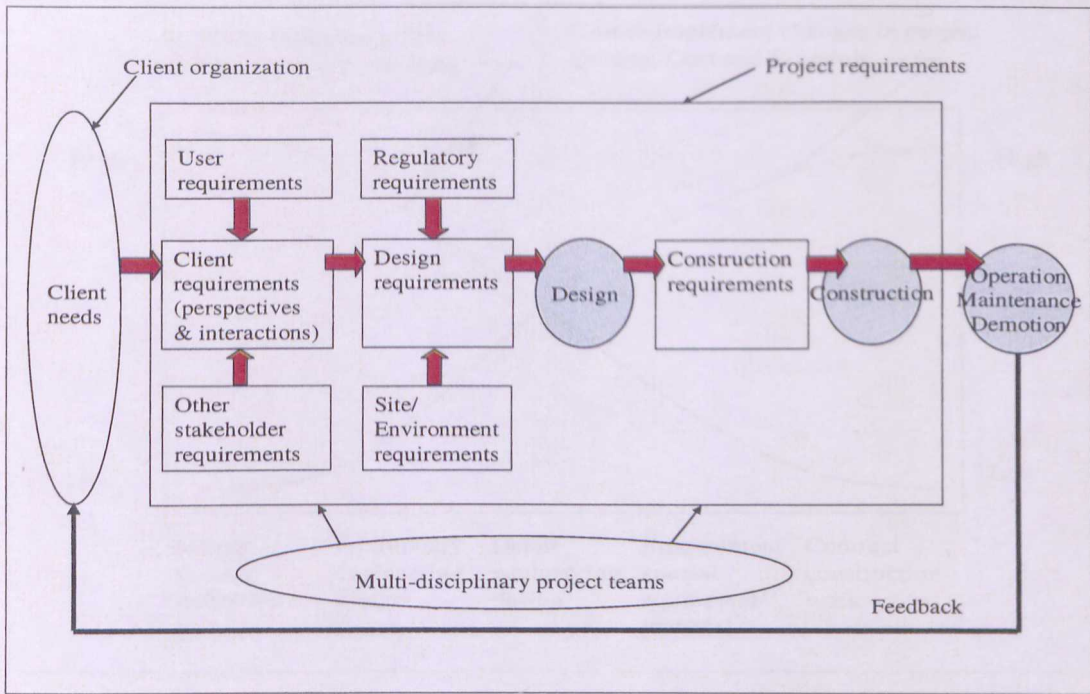 Client organization
Project requirements
User
requirements
Regulatory
requirements
Client
needs
Client
requirements
(perspectives
& interactions)
Design
requirements
Design
Construction
requirements
Construction
Operation
Maintenance
Demotion
Other
stakeholder
requirements
Site/
Environment
requirements
Multi-disciplinary project teams
Feedback